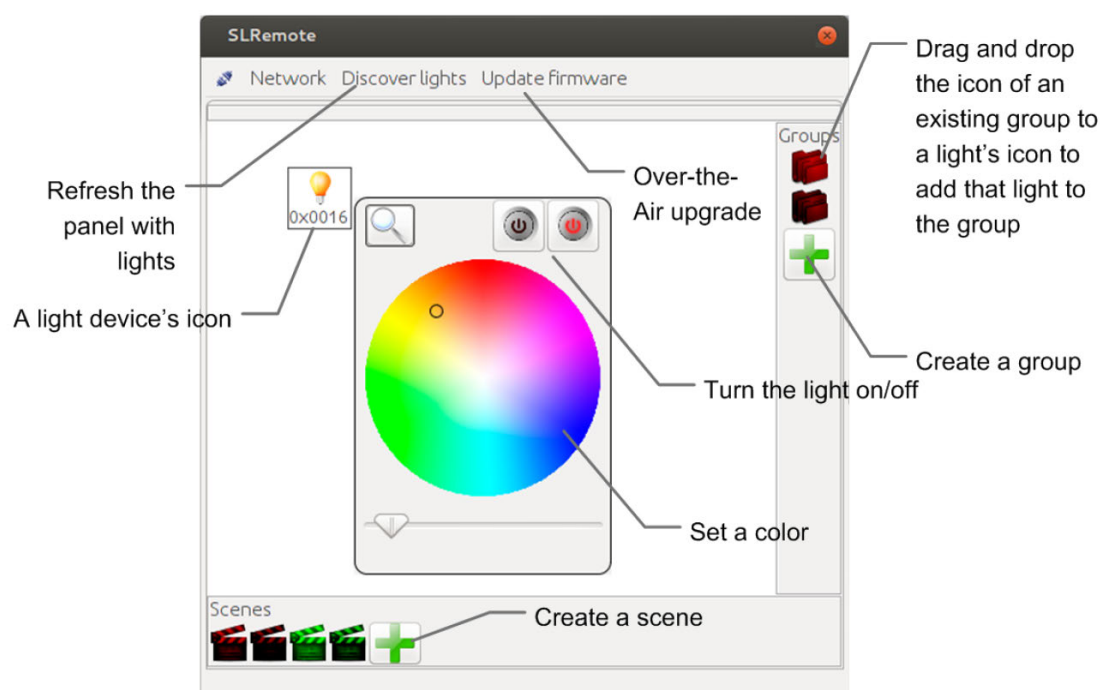 SLRemote
Network Discover lights Update firmware
Groups
Drag and drop
the icon of an
existing group to
a light's icon to
add that light to
the group
Refresh the
panel with
lights
0x0016
Over-the-
Air upgrade
A light device's icon
Create a group
Turn the light on/off
Set a color
Scenes
Create a scene